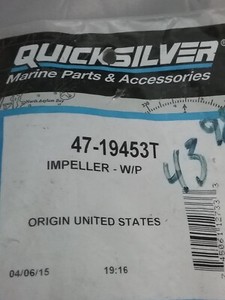 QUICKSILVER
Marine Parts & Accessories
47-19453T
IMPELLER - W/P
ORIGIN UNITED STATES
04/06/15 19:16